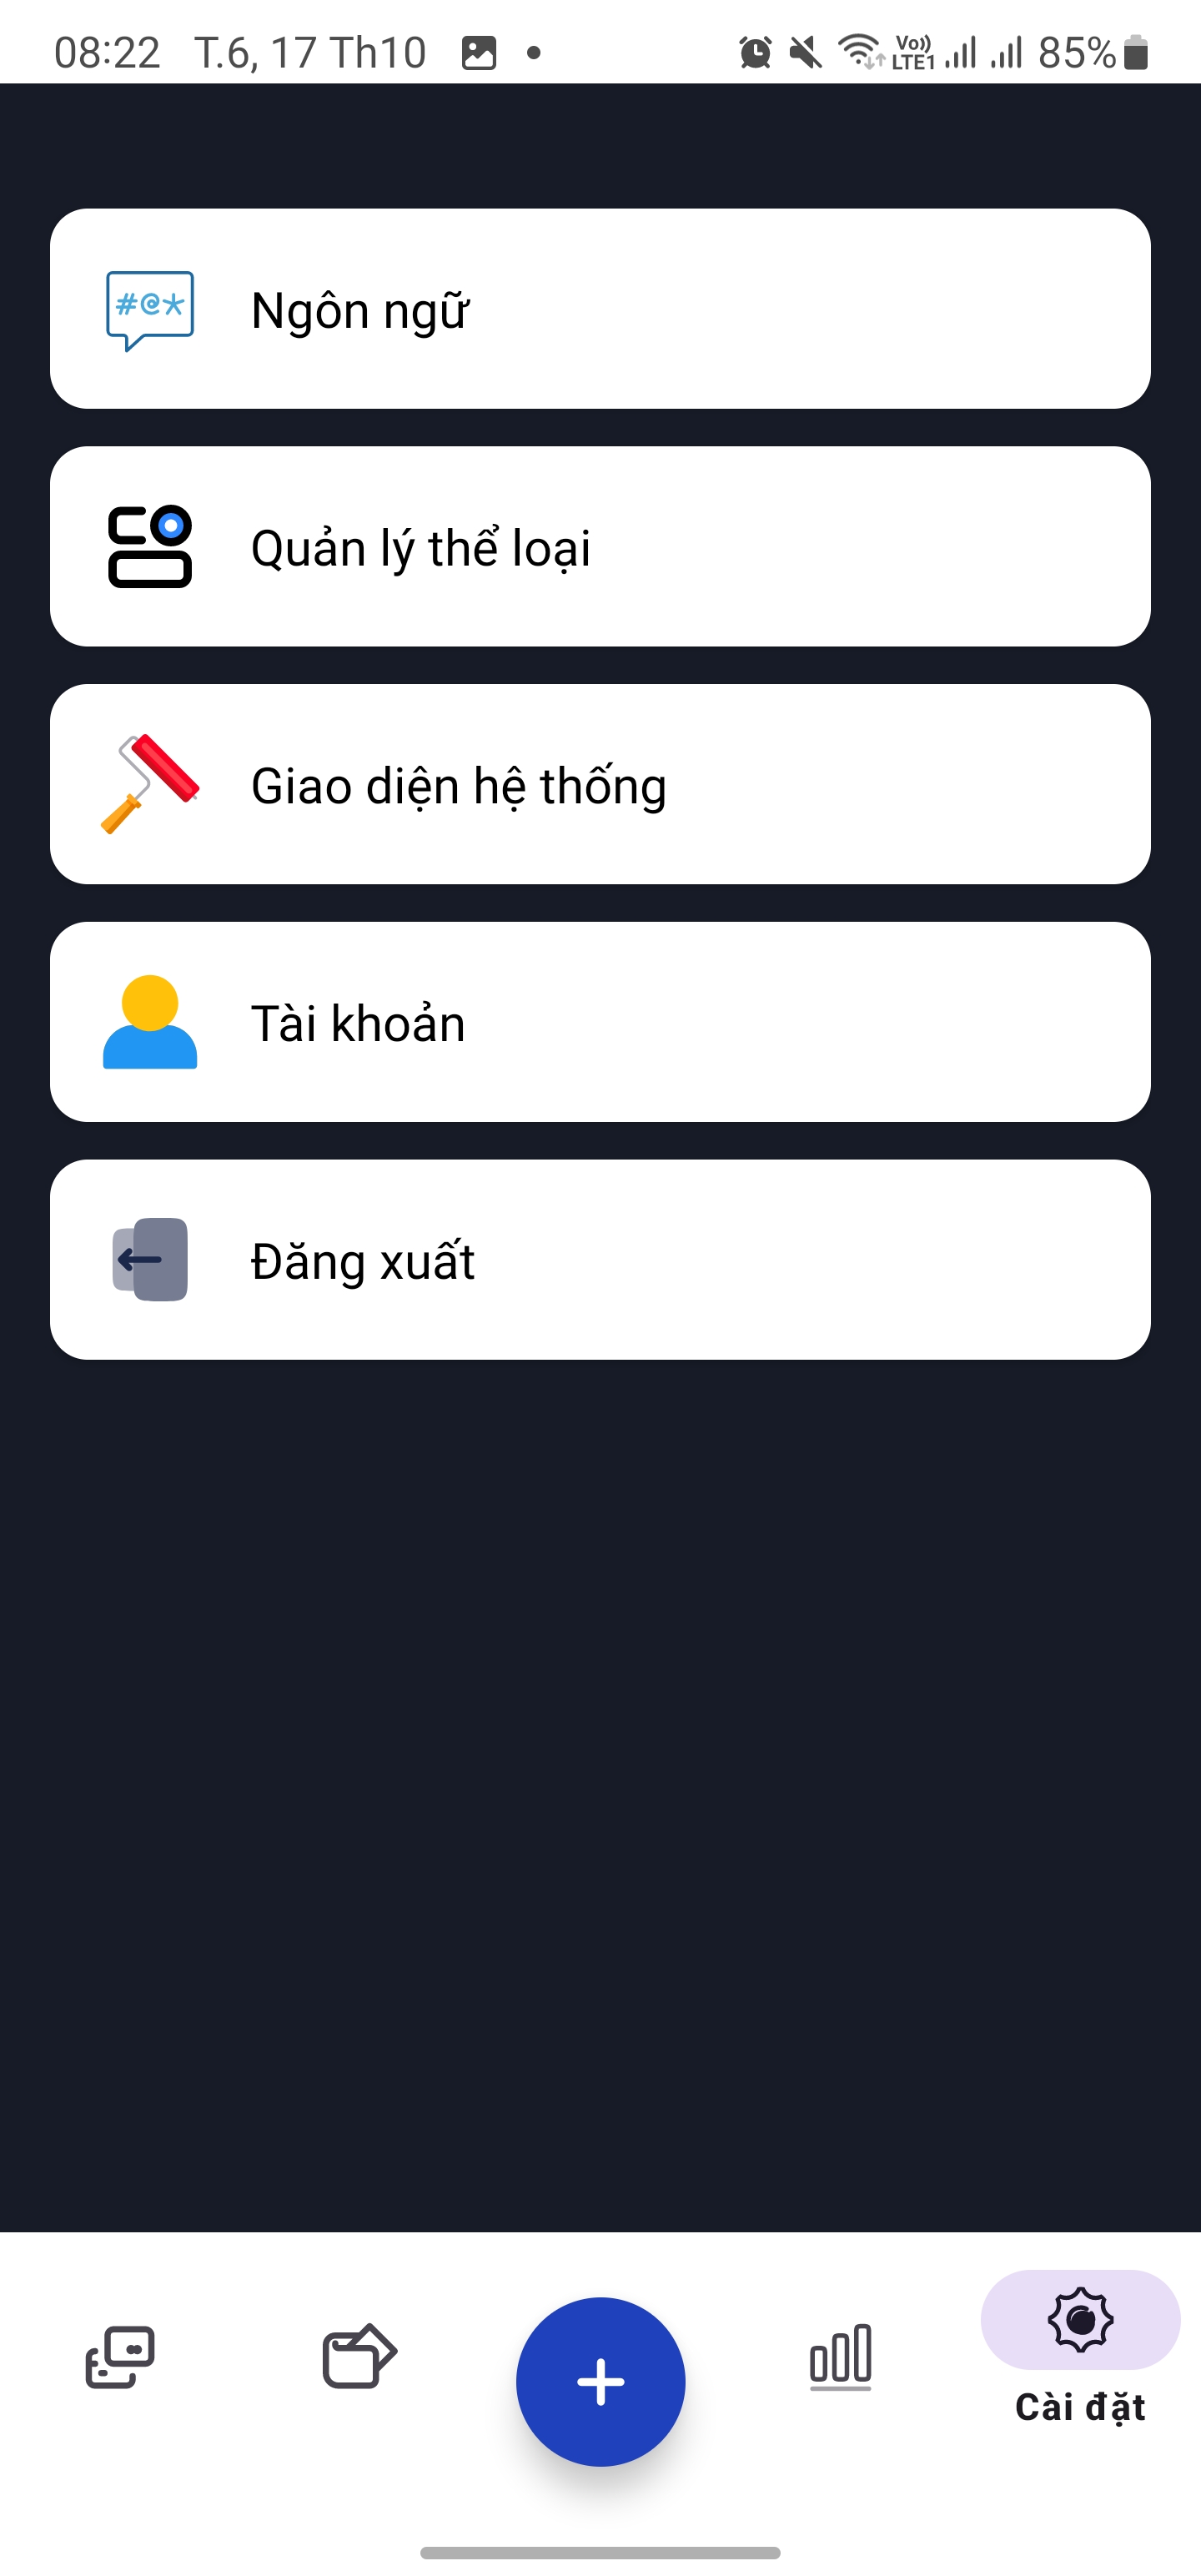 08:22 T.6, 17 Th10 Vo)) LTE1 85%
#@*
Ngôn ngữ
Quản lý thể loại
Giao diện hệ thống
Tài khoản
Đăng xuất
Cài đặt